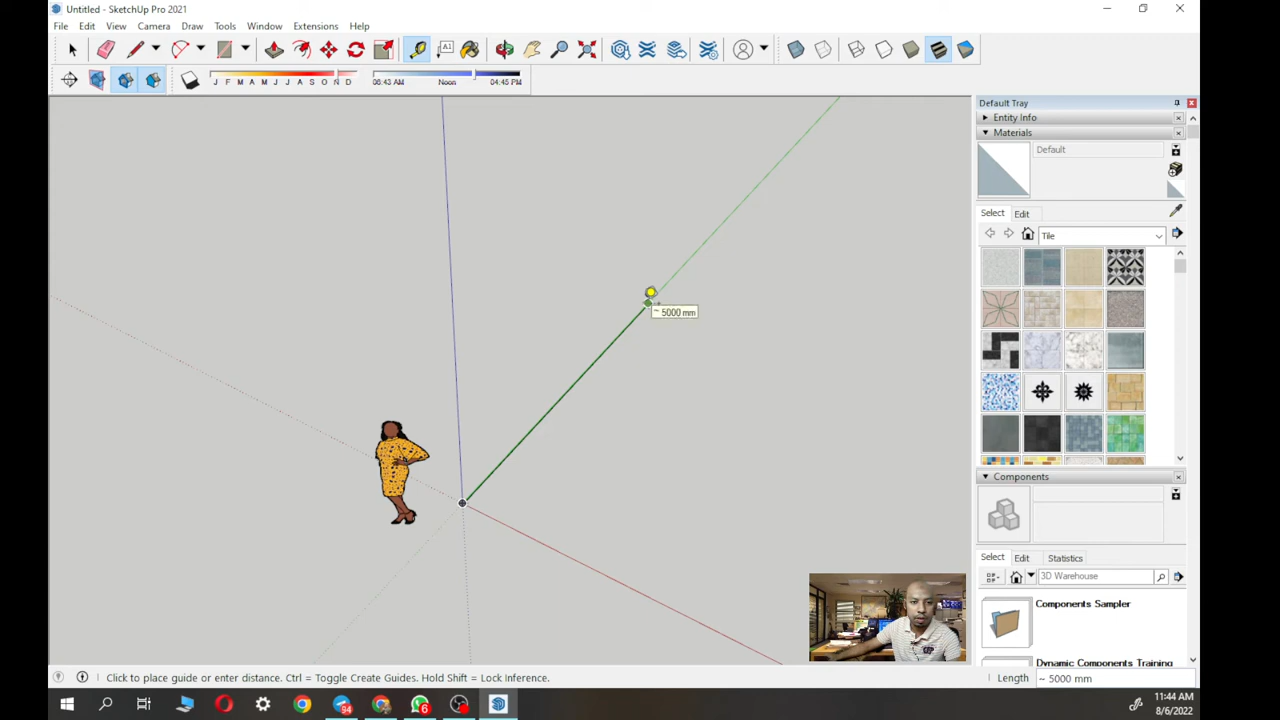 Untitled - SketchUp Pro 2021
File Edit View Camera Draw Tools Window Extensions Help
A1
J F M A M J J A S O N D 06:43 AM Noon 04:45 PM
Default Tray
Entity Info
Materials
Default
Select Edit
Tile
~ 5000 mm
Components
Select Edit Statistics
3D Warehouse
Components Sampler
Dynamic Components Training
Click to place guide or enter distance. Ctrl = Toggle Create Guides. Hold Shift = Lock Inference.
Length ~ 5000 mm
94
6
11:44 AM
8/6/2022